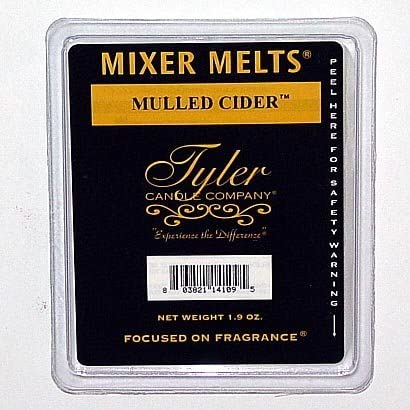 MIXER MELTS®
MULLED CIDER™
Tyler
CANDLE COMPANY®
"Experience the Difference"
8 03821 14109 5
NET WEIGHT 1.9 OZ.
FOCUSED ON FRAGRANCE®
PEEL HERE FOR SAFETY WARNING